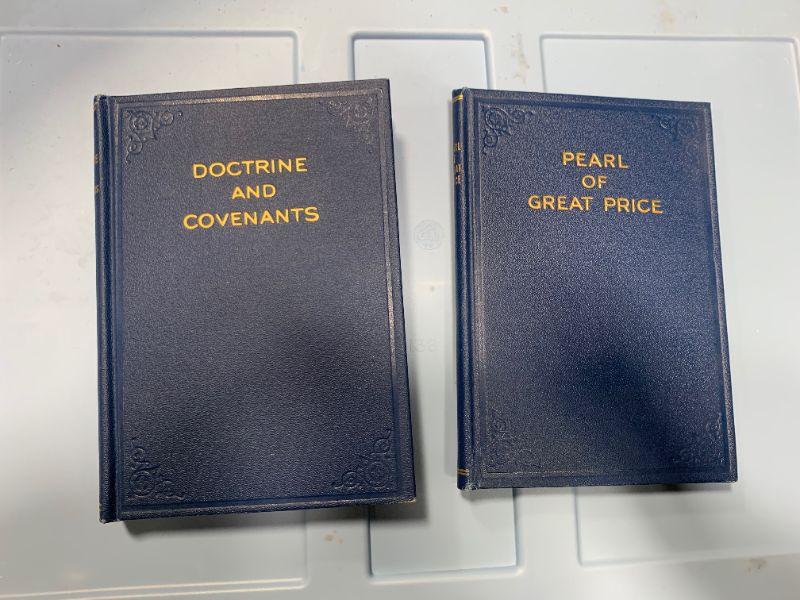 DOCTRINE
AND
COVENANTS
PEARL
OF
GREAT PRICE